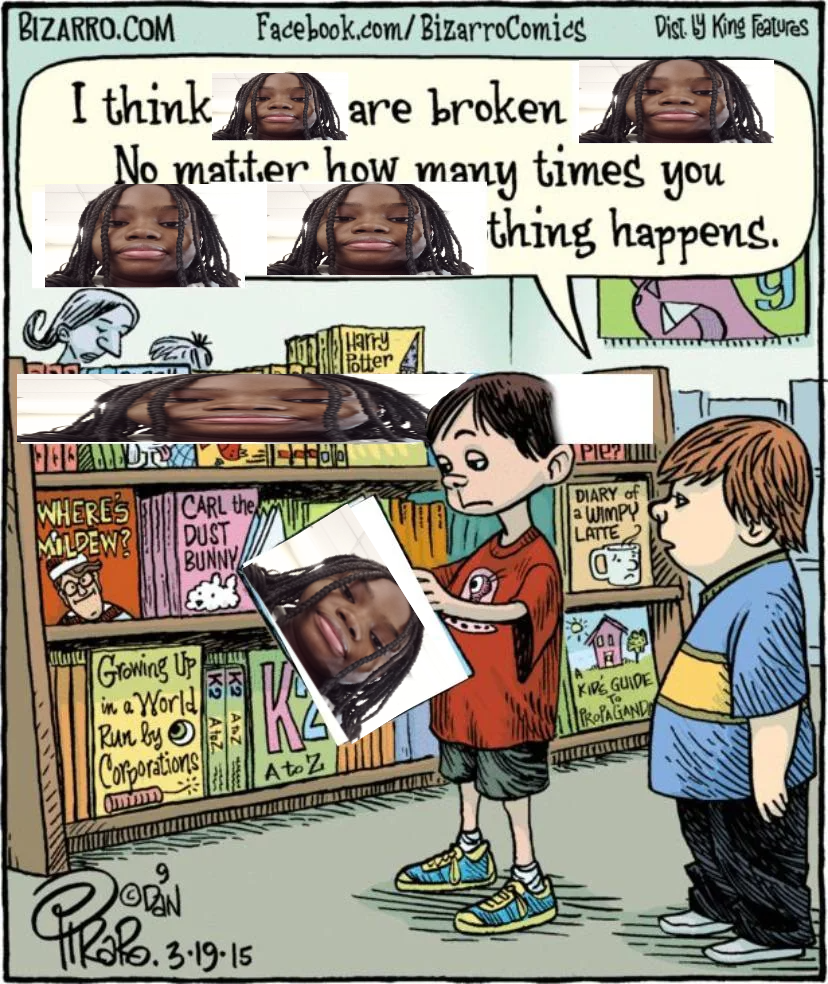 BIZARRO.COM Facebook.com/BizarroComics Dist. by King Features
I think are broken
No matter how many times you
thing happens.
g
Harry
Potter
PIE?
WHERE'S
MILDEW?
CARL the
DUST
BUNNY
DIARY of
a WIMPY
LATTE
Growing Up
in a World
Run by
Corporations
K2 A to Z
K2 A to Z
K2
A to Z
A
KID'S GUIDE
TO
PROPAGANDA
9
© DAN
PIRARO. 3-19-15